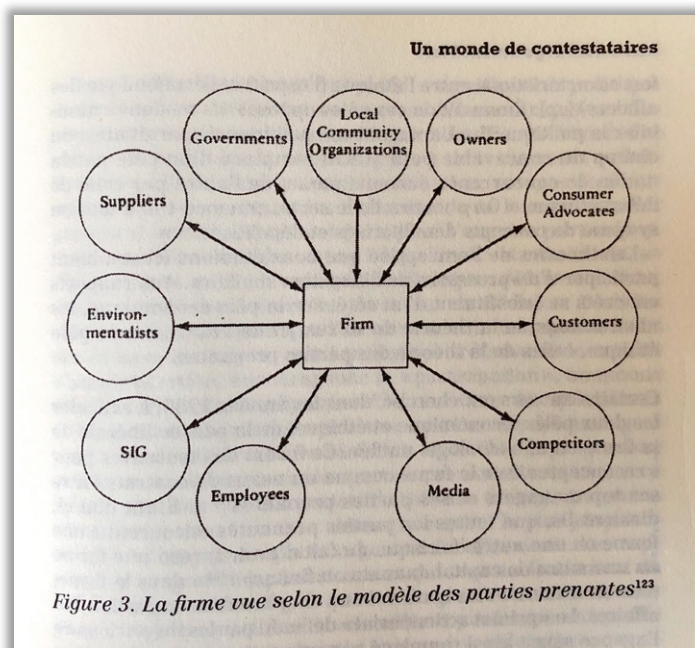 Un monde de contestataires
Governments
Local
Community
Organizations
Owners
Suppliers
Consumer
Advocates
Environ-
mentalists
Firm
Customers
SIG
Competitors
Employees
Media
Figure 3. La firme vue selon le modèle des parties prenantes¹²³